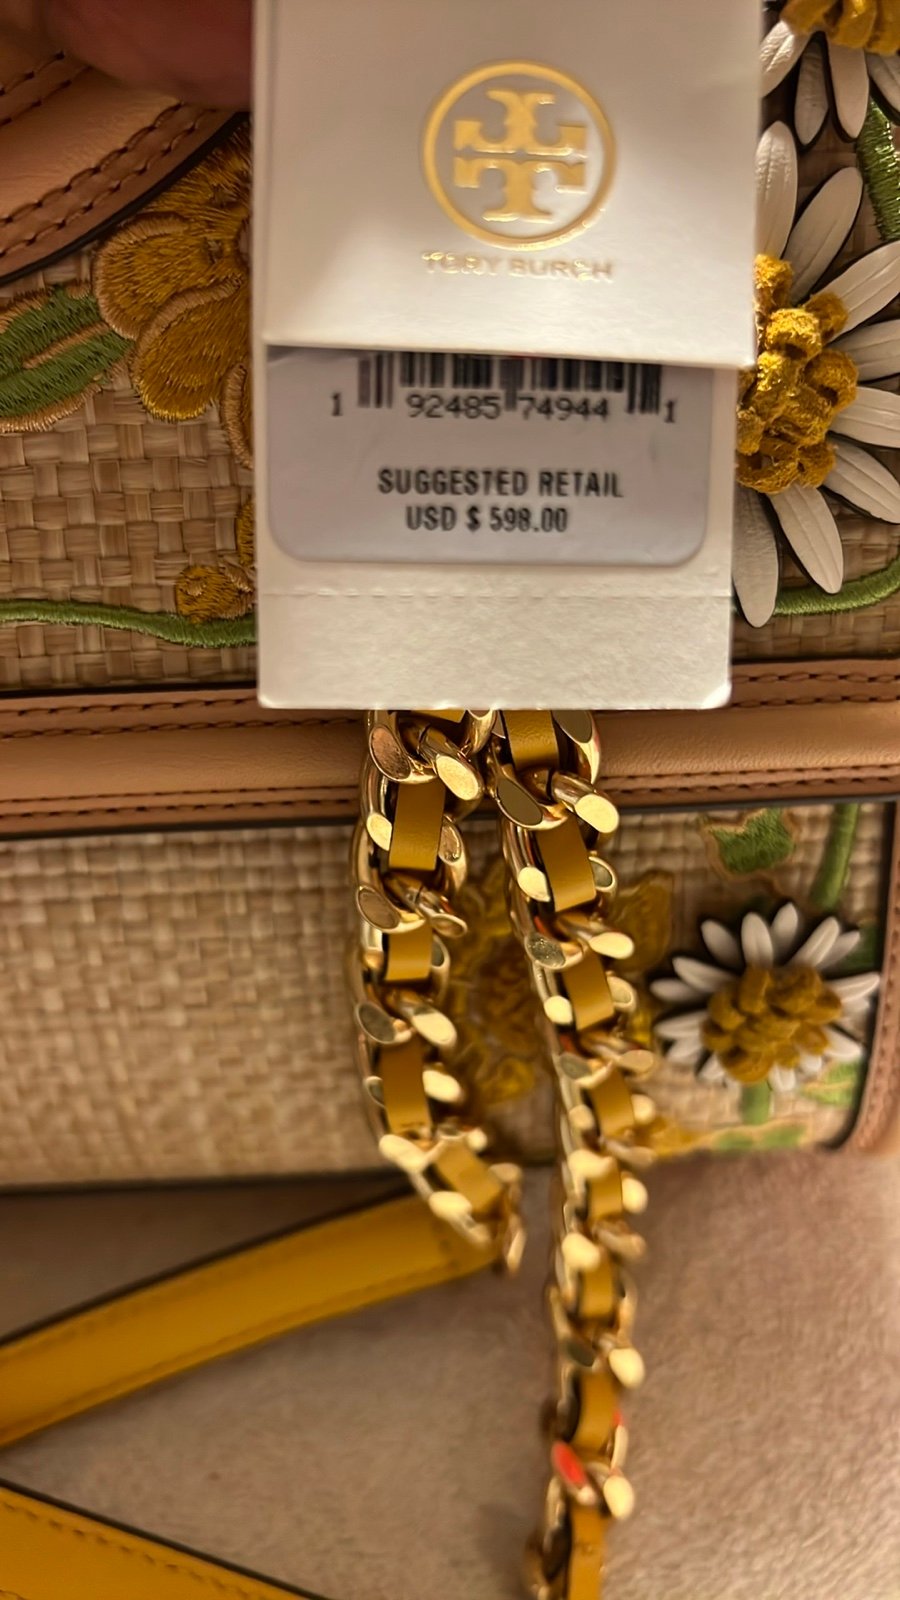 TORY BURCH
1 92485 74944 1
SUGGESTED RETAIL
USD $ 598.00